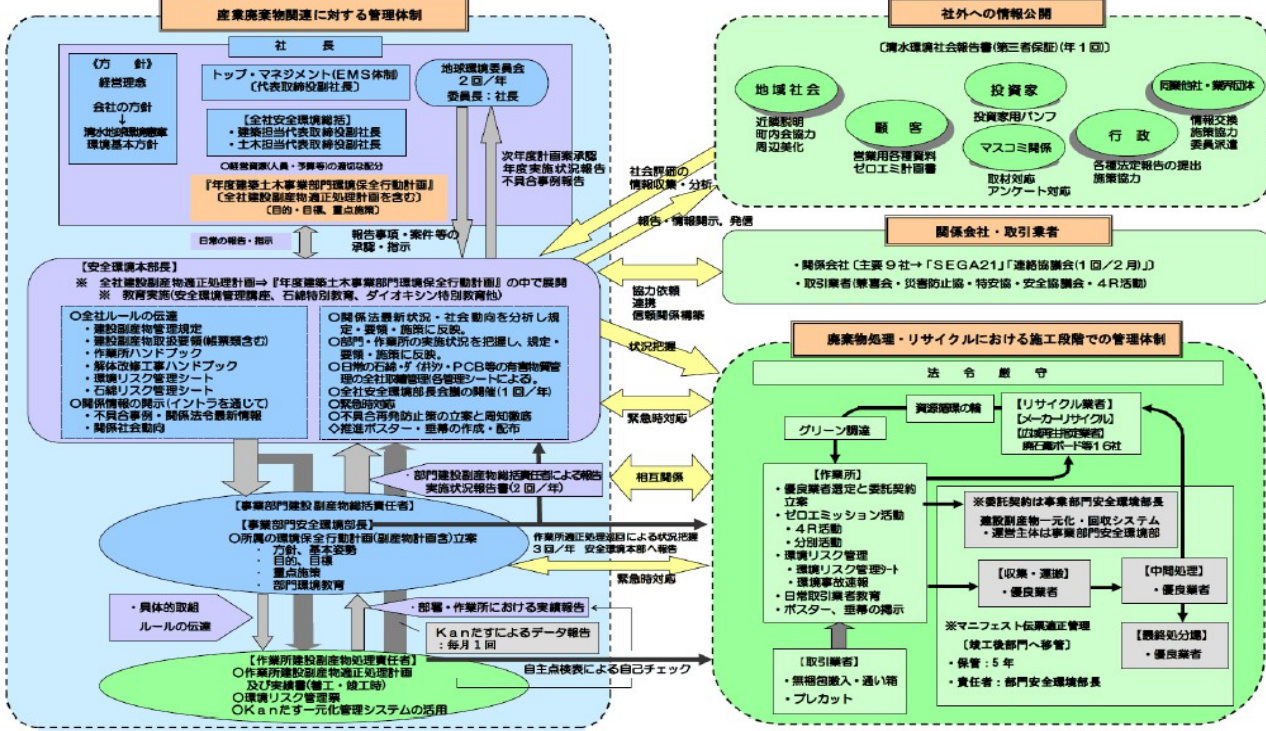 産業廃棄物関連に対する管理体制
社 長
《方 針》
経営理念
会社の方針
↓
清水地球環境憲章
環境基本方針
トップ・マネジメント(EMS体制)
〔代表取締役副社長〕
【全社安全環境総括】
・建築担当代表取締役副社長
・土木担当代表取締役副社長
○経営資源(人員・予算等)の適切な配分
『年度建築土木事業部門環境保全行動計画』
〔全社建設副産物適正処理計画を含む〕
(目的・目標、重点施策)
地球環境委員会
2回/年
委員長:社長
次年度計画案承認
年度実施状況報告
不具合事例報告
日常の報告・指示
報告事項・案件等の
承認・指示
【安全環境本部長】
※ 全社建設副産物適正処理計画⇒『年度建築土木事業部門環境保全行動計画』の中で展開
※ 教育実施(安全環境管理講座、石綿特別教育、ダイオキシン特別教育他)
○全社ルールの伝達
・建設副産物管理規定
・建設副産物取扱要領(帳票類含む)
・作業所ハンドブック
・解体改修工事ハンドブック
・環境リスク管理シート
・石綿リスク管理シート
○関係情報の開示(イントラを通じて)
・不具合事例・関係法令最新情報
・関係社会動向
○関係法最新状況・社会動向を分析し規
定・要領・施策に反映。
○部門・作業所の実施状況を把握し、規定・
要領・施策に反映。
○日常の石綿・ダイオキシン・PCB等の有害物質管
理の全社取纏管理(各管理シートによる。
○全社安全環境部長会議の開催(1回/年)
○緊急時対応
○不具合再発防止策の立案と周知徹底
◇推進ポスター・垂幕の作成・配布
・部門建設副産物総括責任者による報告
実施状況報告書(2回/年)
【事業部門建設副産物総括責任者】
【事業部門安全環境部長】
○所属の環境保全行動計画(副産物計画含)立案
・ 方針、基本姿勢
・ 目的、目標
・ 重点施策
・ 部門環境教育
・具体的取組
ルールの伝達
・部署・作業所における実績報告
Kanたすによるデータ報告
:毎月1回
【作業所建設副産物処理責任者】
○作業所建設副産物適正処理計画
及び実績書(着工・竣工時)
○環境リスク管理票
○Kanたす一元化管理システムの活用
社会評価の
情報収集・分析
報告・情報開示、発信
協力依頼
連携
信頼関係構築
状況把握
緊急時対応
相互関係
作業所適正処理巡回による状況把握
3回/年 安全環境本部へ報告
緊急時対応
自主点検表による自己チェック
社外への情報公開
〔清水環境社会報告書(第三者保証)(年1回)〕
地域社会
近隣説明
町内会協力
周辺美化
顧 客
営業用各種資料
ゼロエミ計画書
投資家
投資家用パンフ
マスコミ関係
取材対応
アンケート対応
行 政
各種法定報告の提出
施策協力
同業他社・業界団体
情報交換
施策協力
委員派遣
関係会社・取引業者
・関係会社〔主要9社→「SEGA21」「連絡協議会(1回/2月)」〕
・取引業者(兼喜会・災害防止協・特安協・安全協議会・4R活動)
廃棄物処理・リサイクルにおける施工段階での管理体制
法 令 厳 守
資源循環の輪
グリーン調達
【リサイクル業者】
【メーカーリサイクル】
【広域再生指定業者】
廃石膏ボード等16社
【作業所】
・優良業者選定と委託契約
立案
・ゼロエミッション活動
・4R活動
・分別活動
・環境リスク管理
・環境リスク管理シート
・環境事故速報
・日常取引業者教育
・ポスター、垂幕の掲示
※委託契約は事業部門安全環境部長
建設副産物一元化・回収システム
・運営主体は事業部門安全環境部
【収集・運搬】
・優良業者
【中間処理】
・優良業者
【最終処分場】
・優良業者
※マニフェスト伝票適正管理
〔竣工後部門へ移管〕
・保管:5年
・責任者:部門安全環境部長
【取引業者】
・無梱包搬入・通い箱
・プレカット